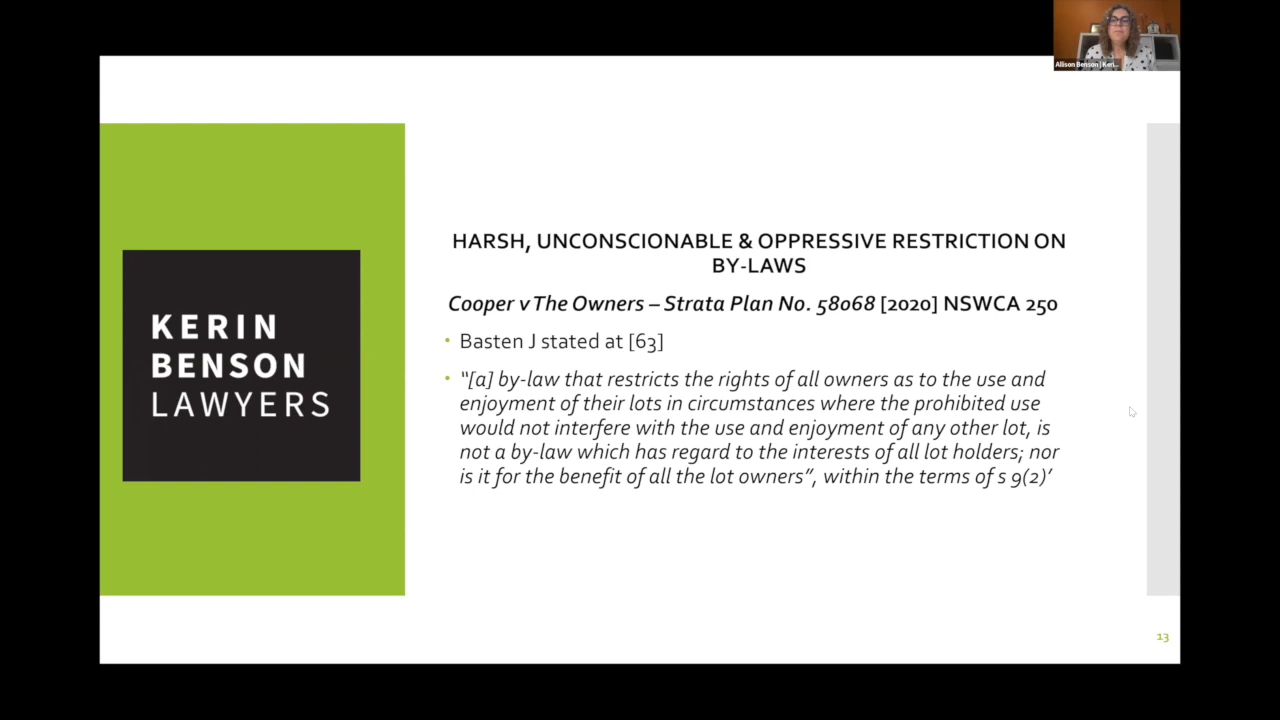 Allison Benson | Keri...
KERIN
BENSON
LAWYERS
HARSH, UNCONSCIONABLE & OPPRESSIVE RESTRICTION ON
BY-LAWS
Cooper v The Owners – Strata Plan No. 58068 [2020] NSWCA 250
• Basten J stated at [63]
• "[a] by-law that restricts the rights of all owners as to the use and
enjoyment of their lots in circumstances where the prohibited use
would not interfere with the use and enjoyment of any other lot, is
not a by-law which has regard to the interests of all lot holders; nor
is it for the benefit of all the lot owners", within the terms of s 9(2)'
13